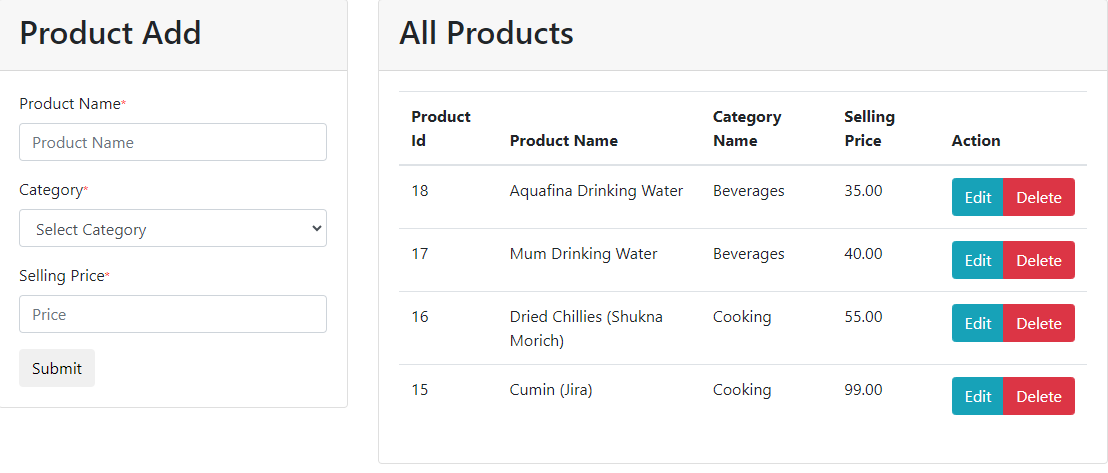 Product Add
Product Name*
Product Name
Category*
Select Category
Selling Price*
Price
Submit
All Products
Product Id Product Name Category Name Selling Price Action
18 Aquafina Drinking Water Beverages 35.00 Edit Delete
17 Mum Drinking Water Beverages 40.00 Edit Delete
16 Dried Chillies (Shukna Morich) Cooking 55.00 Edit Delete
15 Cumin (Jira) Cooking 99.00 Edit Delete